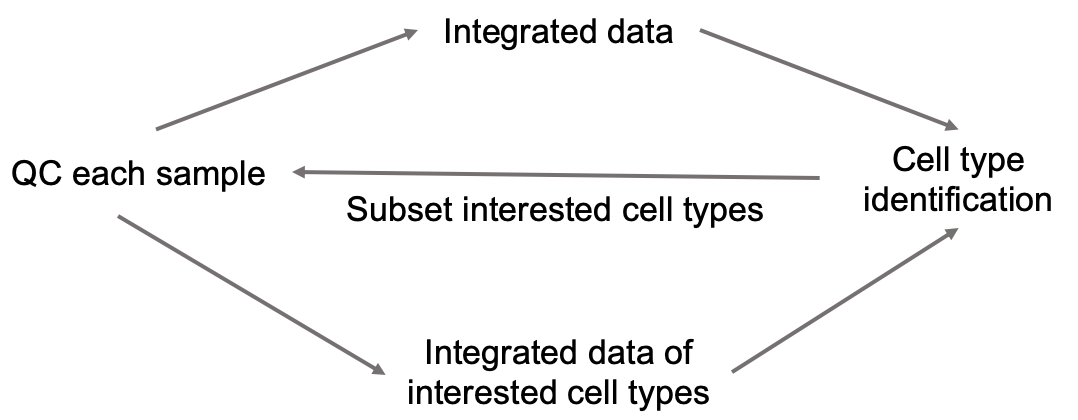 Integrated data
QC each sample
Cell type
identification
Subset interested cell types
Integrated data of
interested cell types